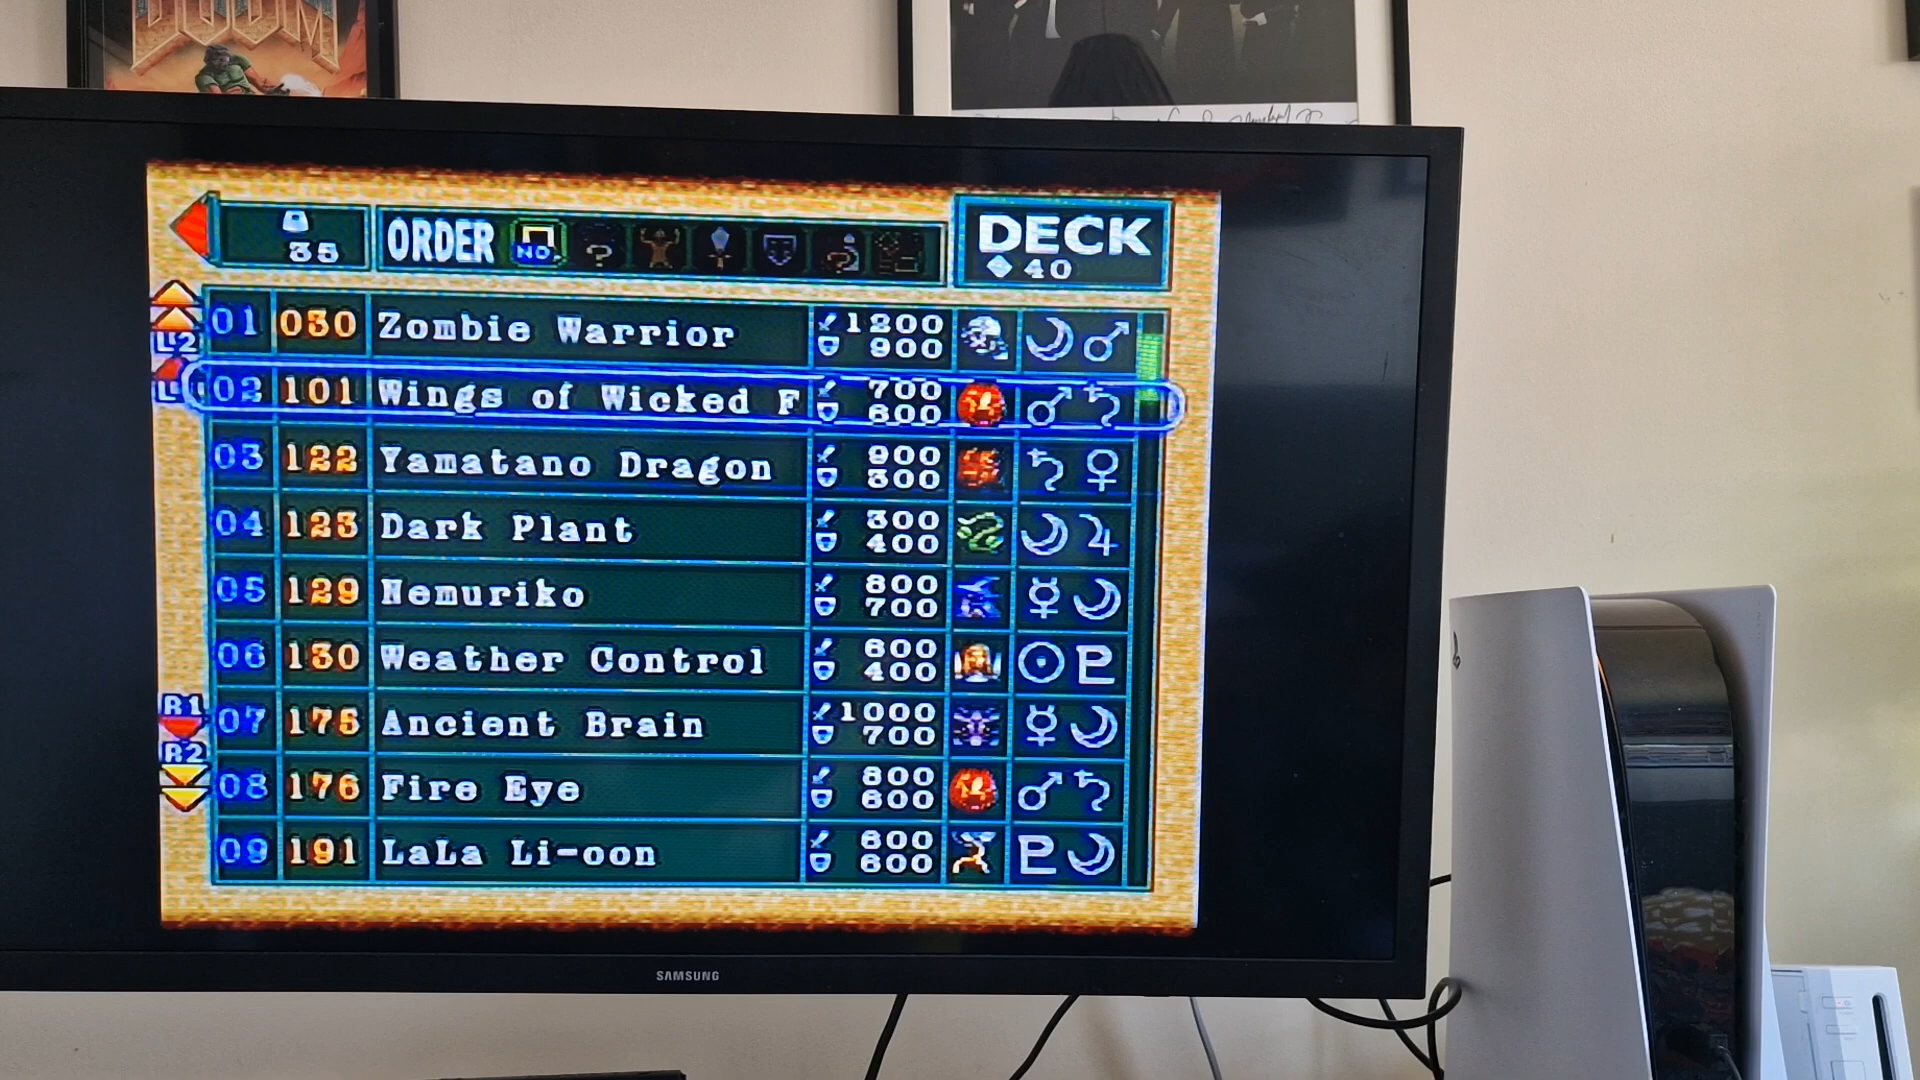 DOOM
35 ORDER NO. ? ? DECK
40
L2
L1
01 030 Zombie Warrior 1200 900
02 101 Wings of Wicked F 700 600
03 122 Yamatano Dragon 900 300
04 123 Dark Plant 300 400
05 129 Nemuriko 800 700
06 130 Weather Control 600 400
R1
07 175 Ancient Brain 1000 700
R2
08 176 Fire Eye 800 600
09 191 LaLa Li-oon 600 600
SAMSUNG